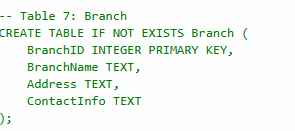 -- Table 7: Branch
CREATE TABLE IF NOT EXISTS Branch (
    BranchID INTEGER PRIMARY KEY,
    BranchName TEXT,
    Address TEXT,
    ContactInfo TEXT
);